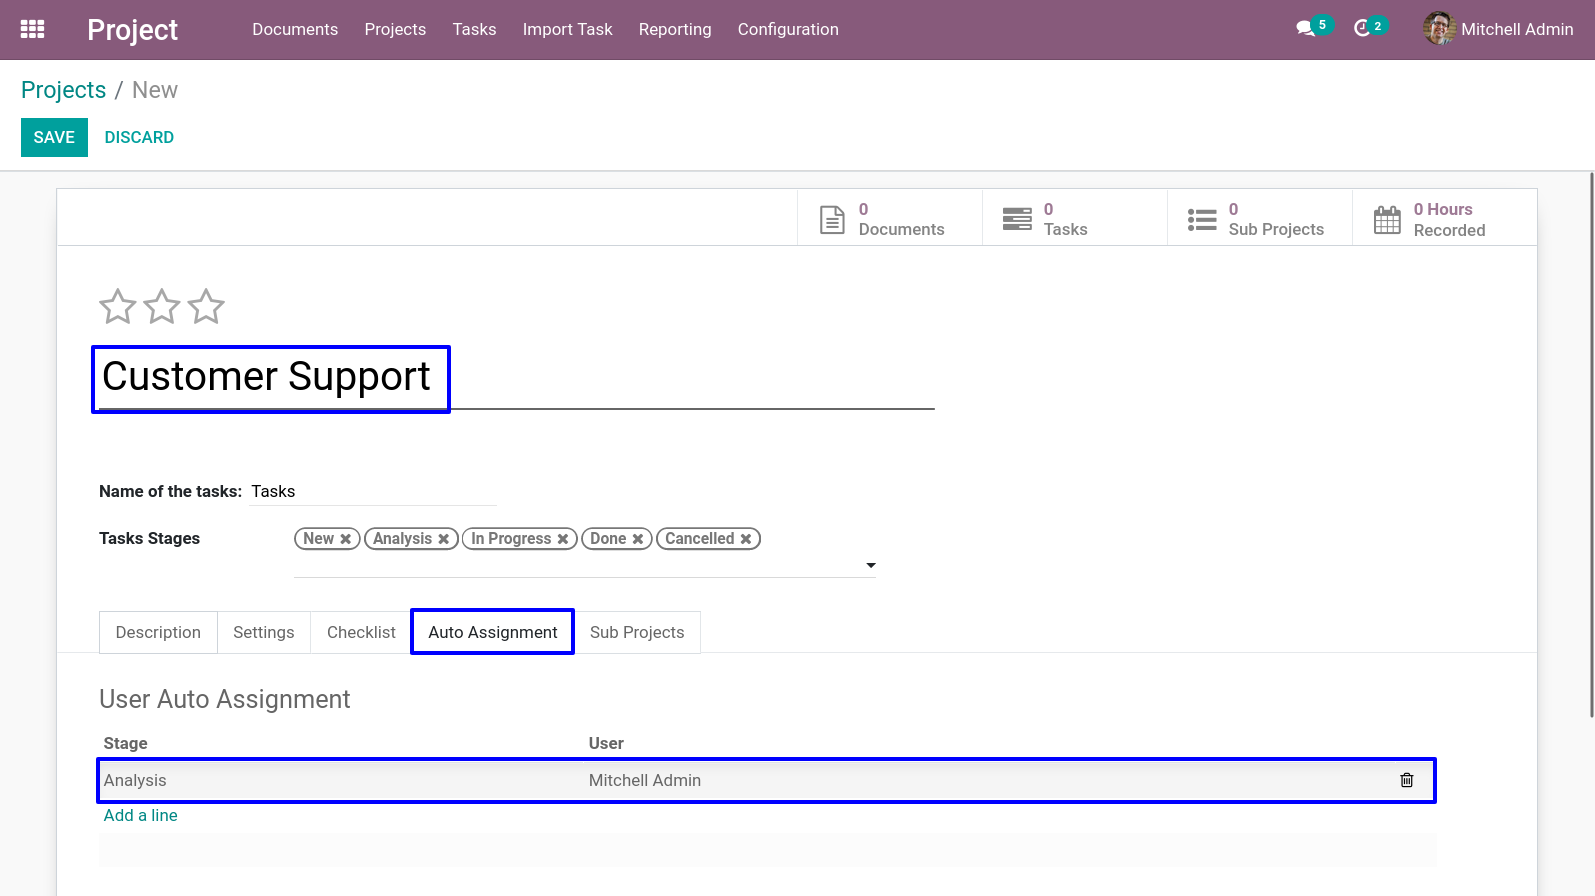 Project Documents Projects Tasks Import Task Reporting Configuration 5 2 Mitchell Admin
Projects / New
SAVE DISCARD
0 Documents
0 Tasks
0 Sub Projects
0 Hours Recorded
Customer Support
Name of the tasks: Tasks
Tasks Stages New Analysis In Progress Done Cancelled
Description Settings Checklist Auto Assignment Sub Projects
User Auto Assignment
Stage User
Analysis Mitchell Admin
Add a line